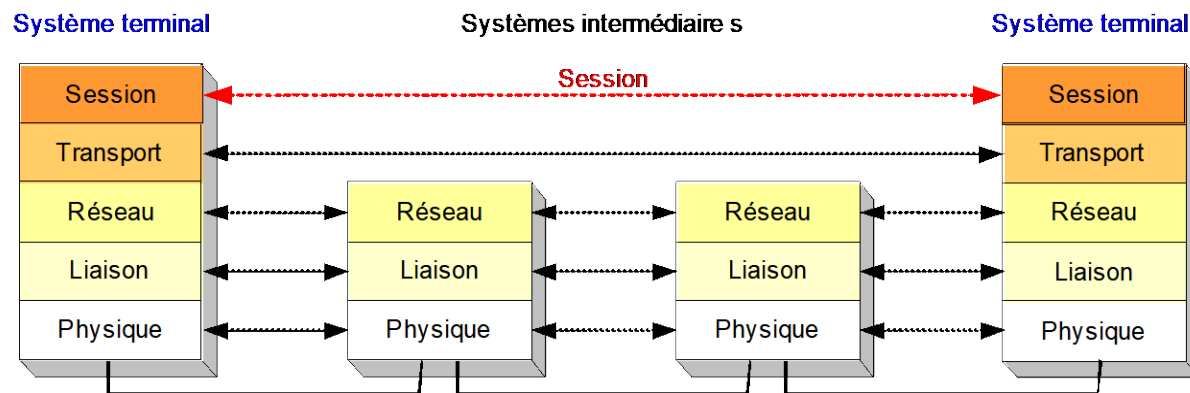 Système terminal
Systèmes intermédiaire s
Système terminal
Session
Session
Session
Transport
Transport
Réseau
Réseau
Réseau
Réseau
Liaison
Liaison
Liaison
Liaison
Physique
Physique
Physique
Physique